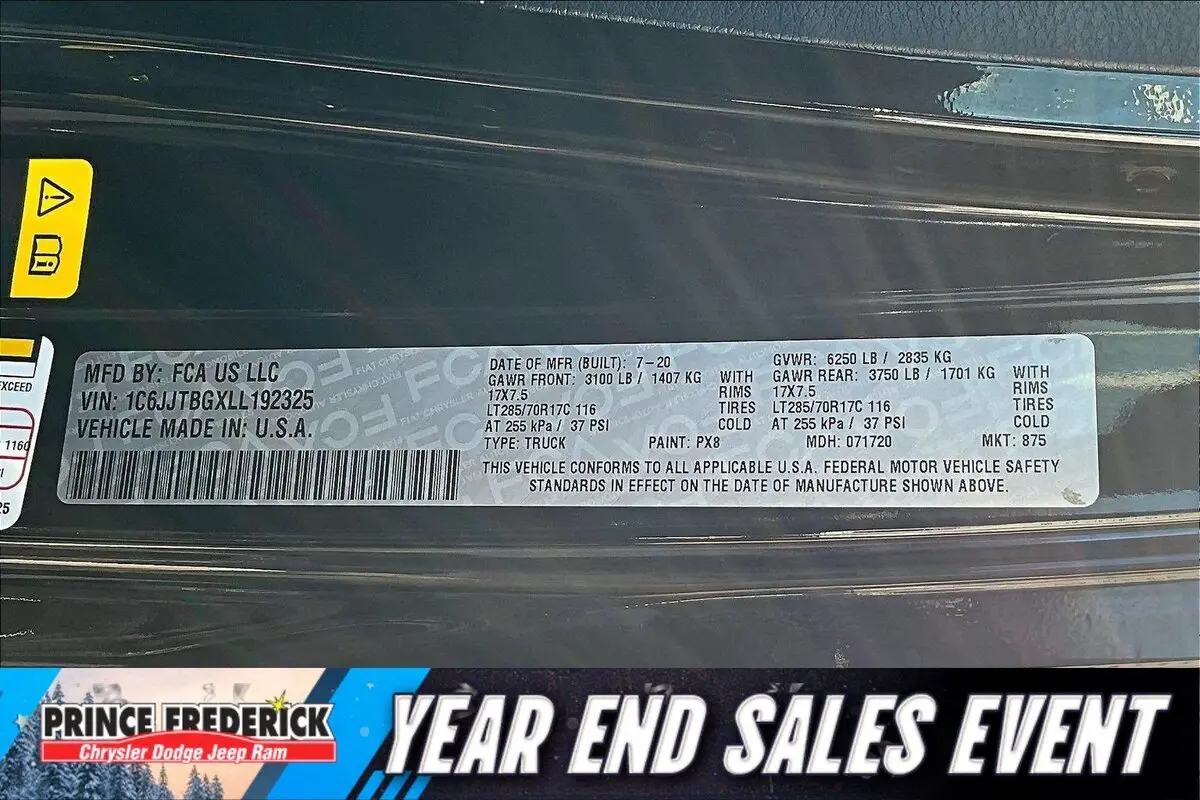 EXCEED
1160
25
MFD BY: FCA US LLC
VIN: 1C6JJTBGXLL192325
VEHICLE MADE IN: U.S.A.
DATE OF MFR (BUILT): 7-20
GAWR FRONT: 3100 LB / 1407 KG WITH
17X7.5 RIMS
LT285/70R17C 116 TIRES
AT 255 kPa / 37 PSI COLD
GVWR: 6250 LB / 2835 KG
GAWR REAR: 3750 LB / 1701 KG WITH
17X7.5 RIMS
LT285/70R17C 116 TIRES
AT 255 kPa / 37 PSI COLD
TYPE: TRUCK PAINT: PX8 MDH: 071720 MKT: 875
THIS VEHICLE CONFORMS TO ALL APPLICABLE U.S.A. FEDERAL MOTOR VEHICLE SAFETY
STANDARDS IN EFFECT ON THE DATE OF MANUFACTURE SHOWN ABOVE.
PRINCE FREDERICK
Chrysler Dodge Jeep Ram
YEAR END SALES EVENT